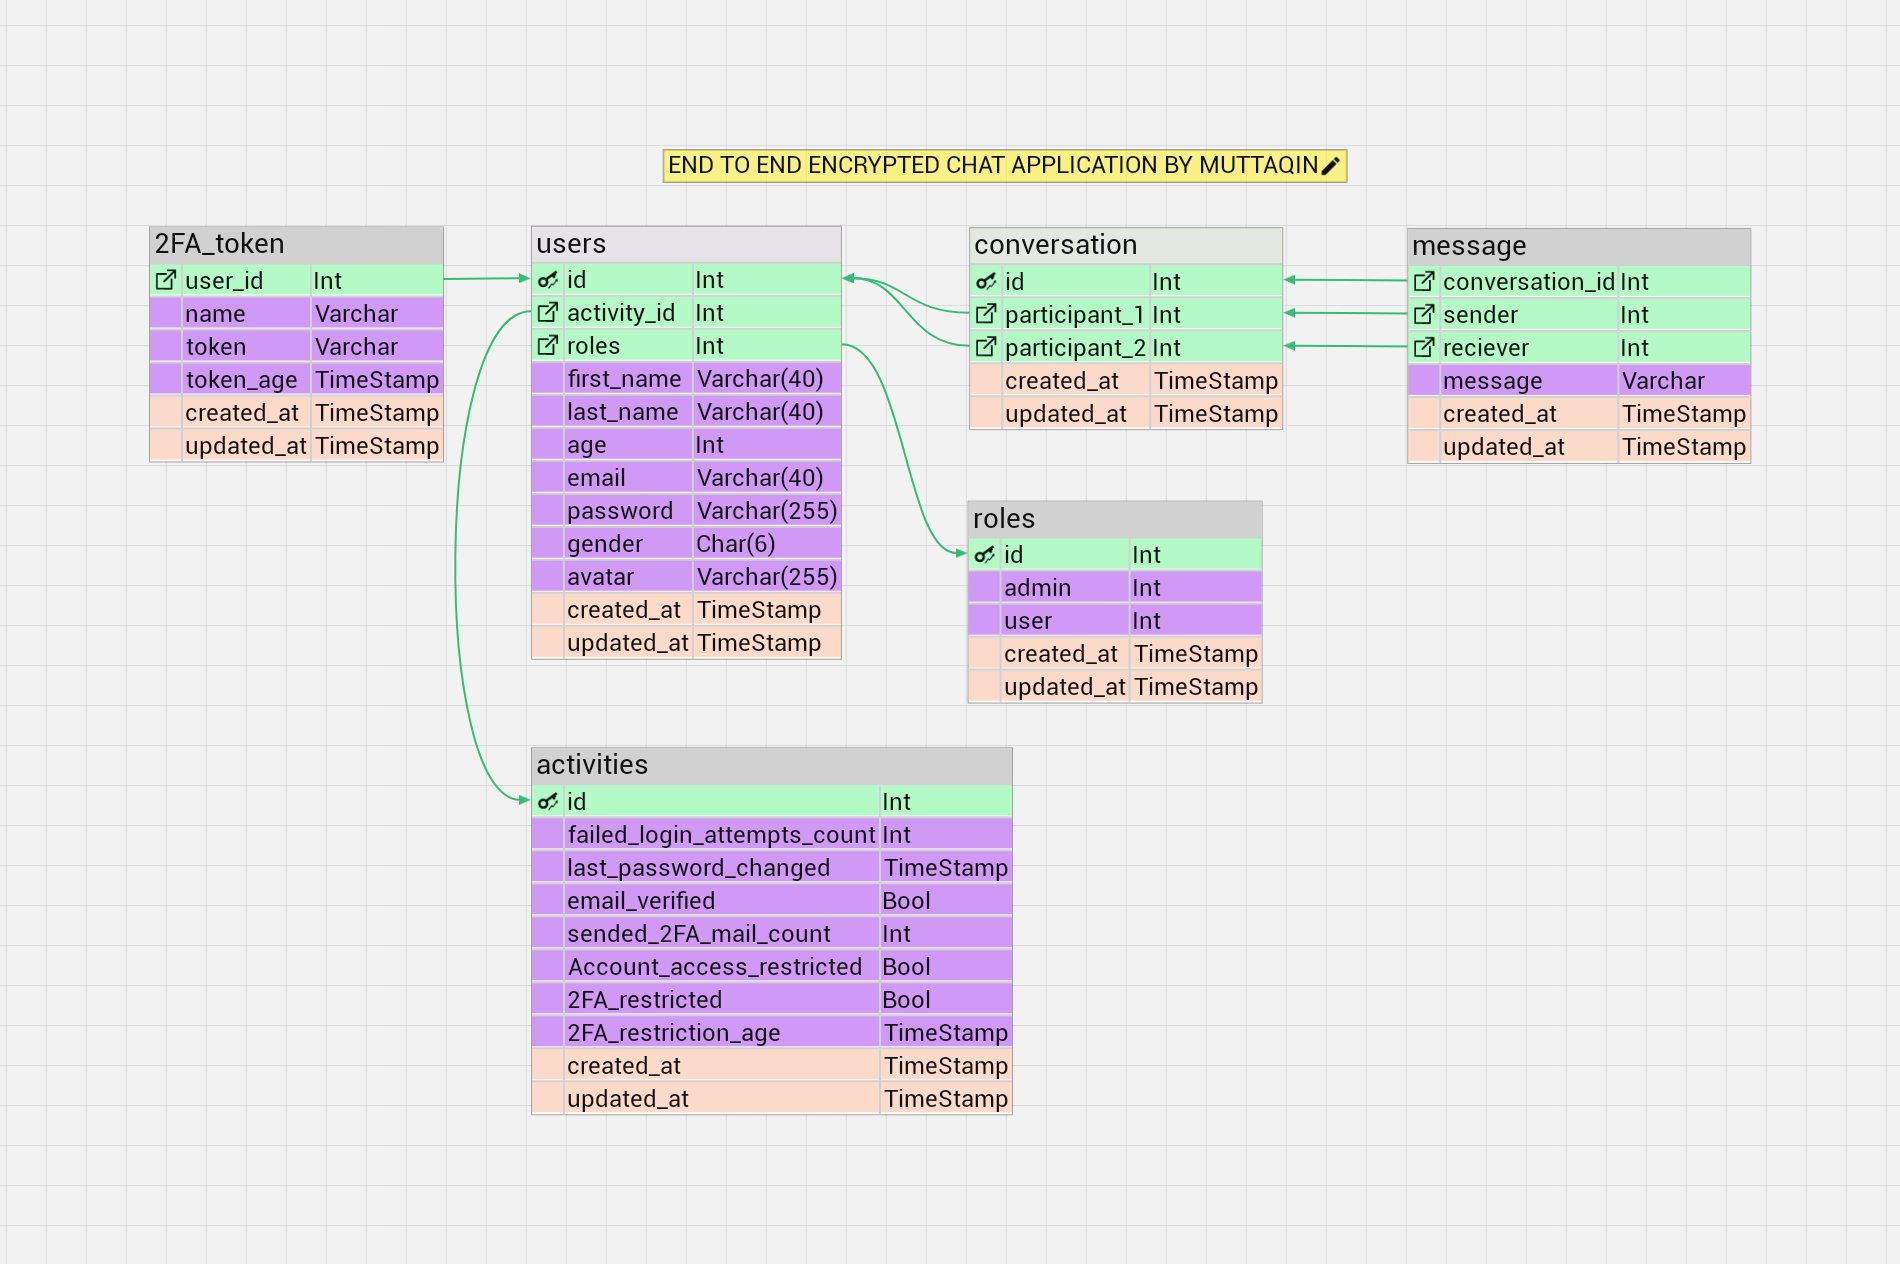 END TO END ENCRYPTED CHAT APPLICATION BY MUTTAQIN
2FA_token
user_id Int
name Varchar
token Varchar
token_age TimeStamp
created_at TimeStamp
updated_at TimeStamp
users
id Int
activity_id Int
roles Int
first_name Varchar(40)
last_name Varchar(40)
age Int
email Varchar(40)
password Varchar(255)
gender Char(6)
avatar Varchar(255)
created_at TimeStamp
updated_at TimeStamp
conversation
id Int
participant_1 Int
participant_2 Int
created_at TimeStamp
updated_at TimeStamp
message
conversation_id Int
sender Int
reciever Int
message Varchar
created_at TimeStamp
updated_at TimeStamp
roles
id Int
admin Int
user Int
created_at TimeStamp
updated_at TimeStamp
activities
id Int
failed_login_attempts_count Int
last_password_changed TimeStamp
email_verified Bool
sended_2FA_mail_count Int
Account_access_restricted Bool
2FA_restricted Bool
2FA_restriction_age TimeStamp
created_at TimeStamp
updated_at TimeStamp